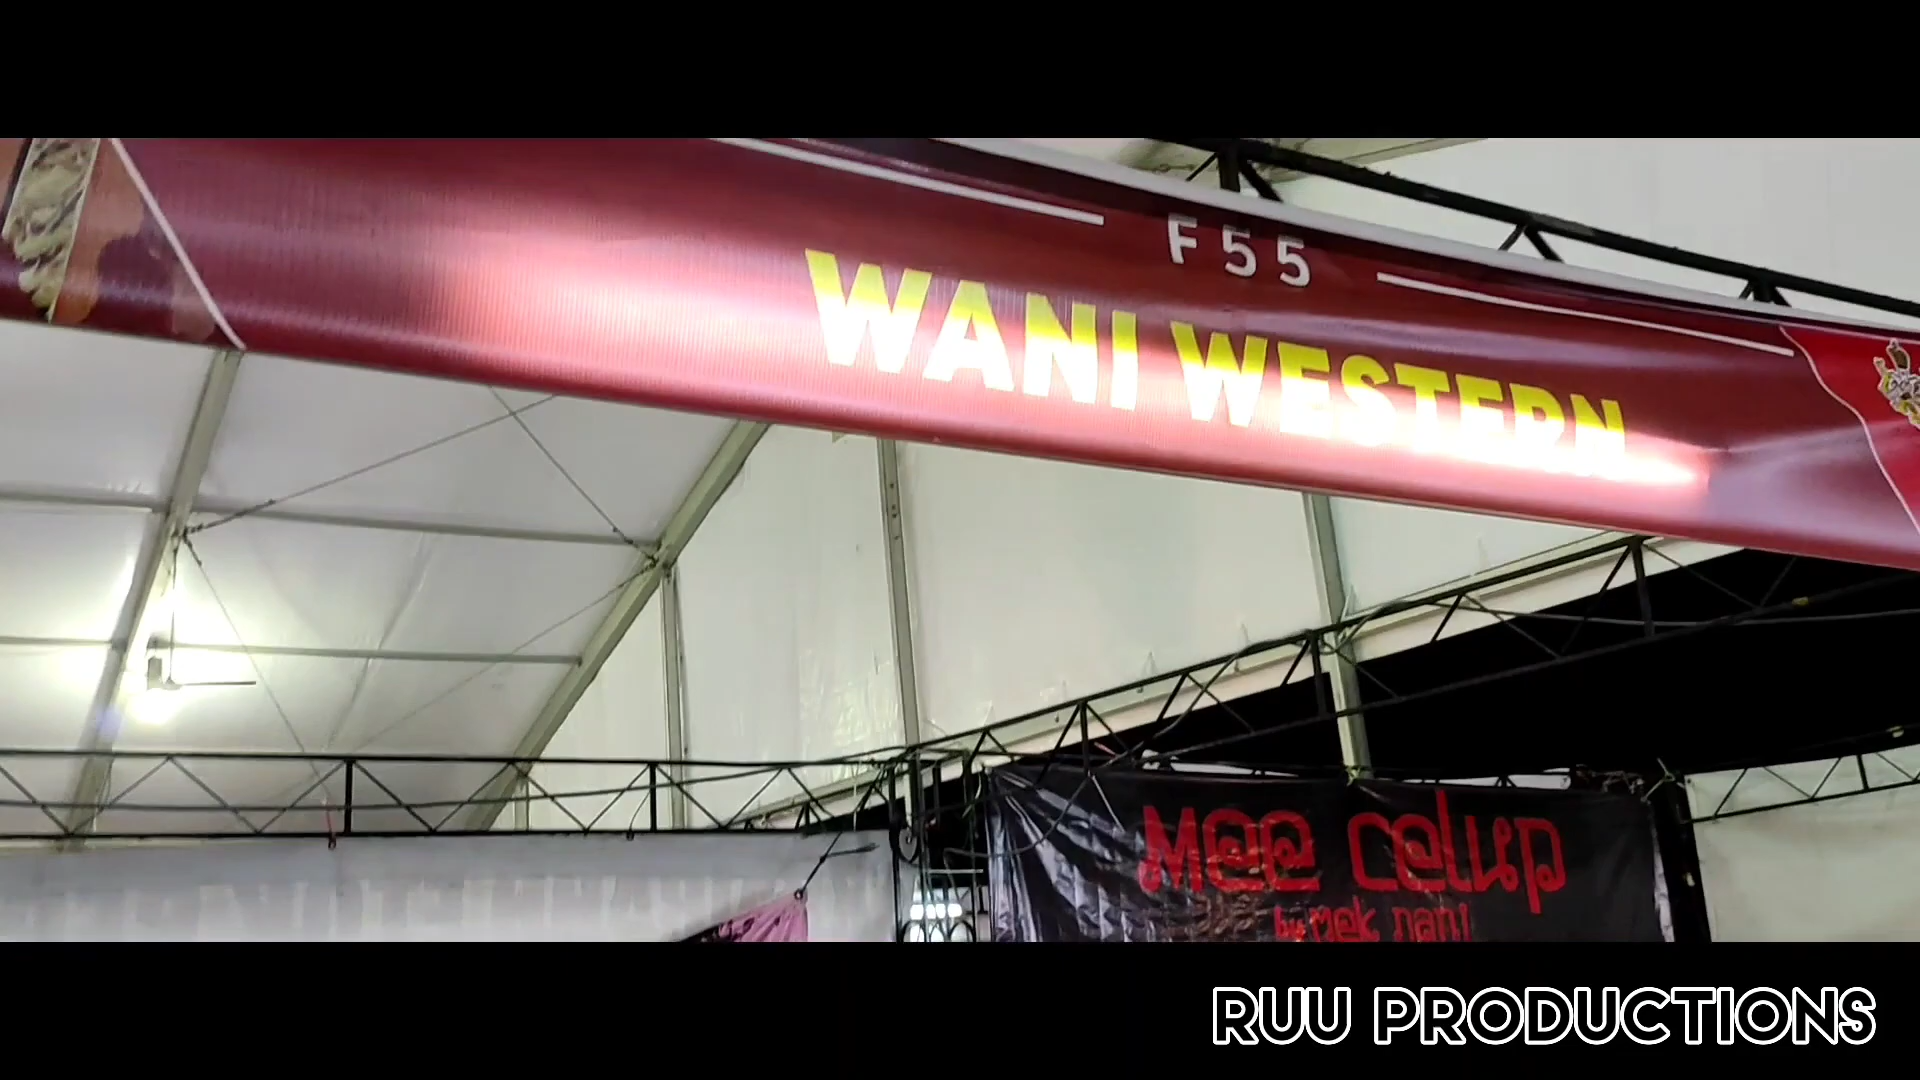 F55
WANI WESTERN
Mee Celup
by Mek nani
RUU PRODUCTIONS